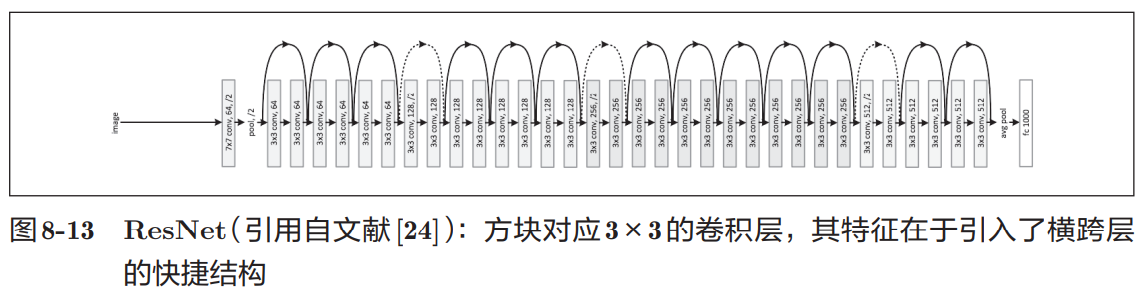 image
7x7 conv, 64, /2
pool, /2
3x3 conv, 64
3x3 conv, 64
3x3 conv, 64
3x3 conv, 64
3x3 conv, 64
3x3 conv, 64
3x3 conv, 128, /2
3x3 conv, 128
3x3 conv, 128
3x3 conv, 128
3x3 conv, 128
3x3 conv, 128
3x3 conv, 128
3x3 conv, 128
3x3 conv, 256, /2
3x3 conv, 256
3x3 conv, 256
3x3 conv, 256
3x3 conv, 256
3x3 conv, 256
3x3 conv, 256
3x3 conv, 256
3x3 conv, 256
3x3 conv, 256
3x3 conv, 256
3x3 conv, 256
3x3 conv, 512, /2
3x3 conv, 512
3x3 conv, 512
3x3 conv, 512
3x3 conv, 512
3x3 conv, 512
avg pool
fc 1000
图8-13 ResNet(引用自文献[24]):方块对应3×3的卷积层,其特征在于引入了横跨层
的快捷结构